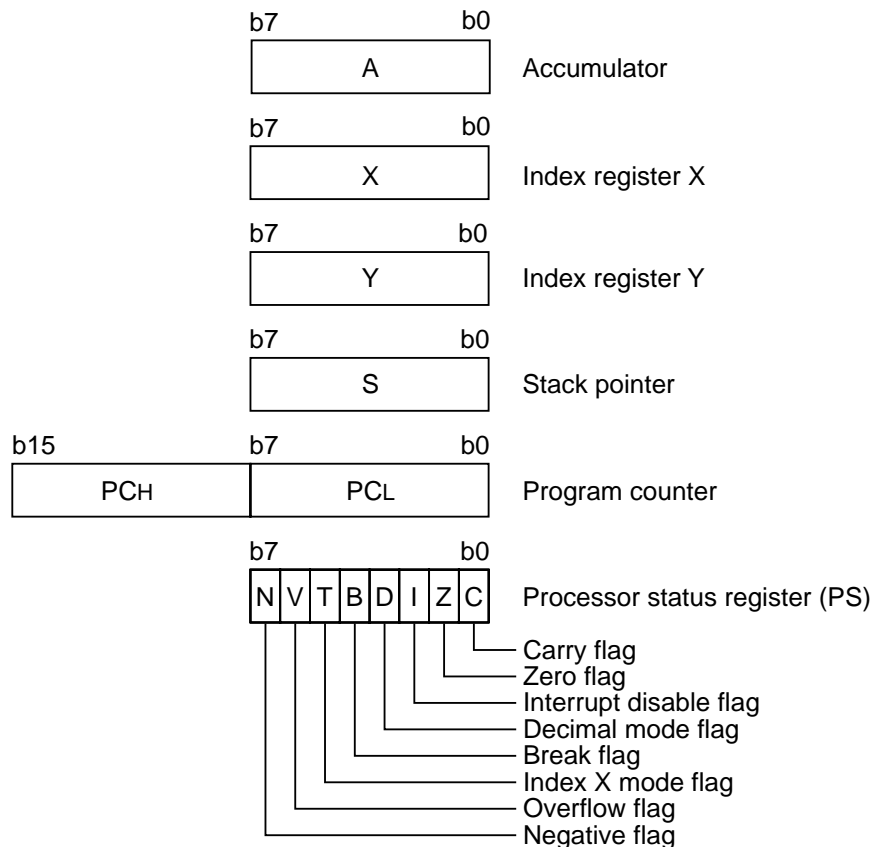 b7 b0
A Accumulator
b7 b0
X Index register X
b7 b0
Y Index register Y
b7 b0
S Stack pointer
b15 b7 b0
PCH PCL Program counter
b7 b0
N V T B D I Z C Processor status register (PS)
Carry flag
Zero flag
Interrupt disable flag
Decimal mode flag
Break flag
Index X mode flag
Overflow flag
Negative flag